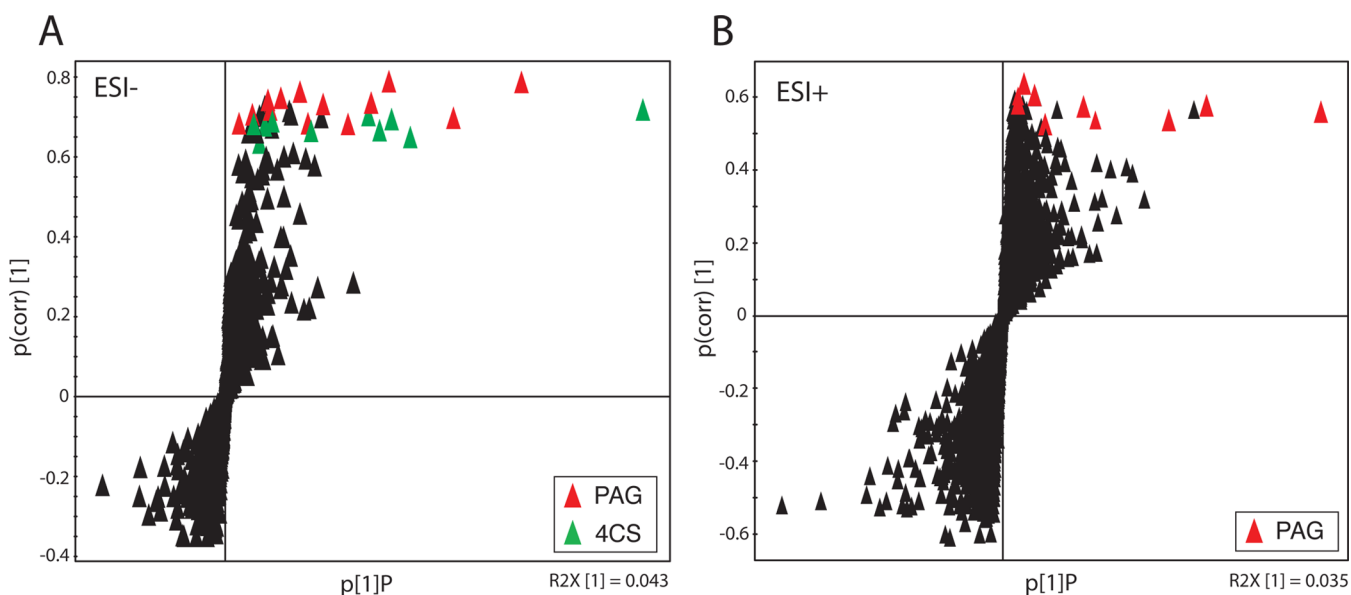 A
ESI-
p(corr) [1]
0.8
0.6
0.4
0.2
0
-0.2
-0.4
PAG
4CS
p[1]P
R2X [1] = 0.043
B
ESI+
p(corr) [1]
0.6
0.4
0.2
0
-0.2
-0.4
-0.6
PAG
p[1]P
R2X [1] = 0.035